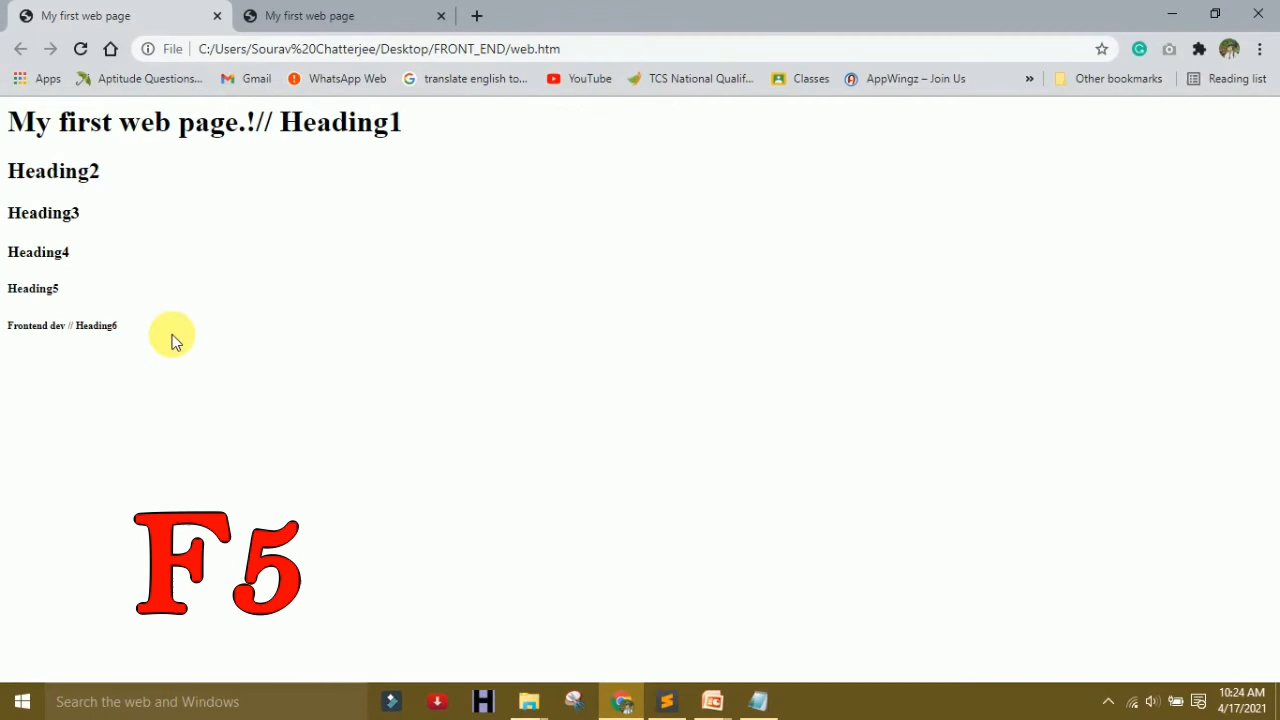 My first web page
My first web page
File
C:/Users/Sourav%20Chatterjee/Desktop/FRONT_END/web.htm
Apps
Aptitude Questions...
Gmail
WhatsApp Web
translate english to...
YouTube
TCS National Qualif...
Classes
AppWingz – Join Us
»
Other bookmarks
Reading list
My first web page.!// Heading1
Heading2
Heading3
Heading4
Heading5
Frontend dev // Heading6
F5
Search the web and Windows
10:24 AM
4/17/2021